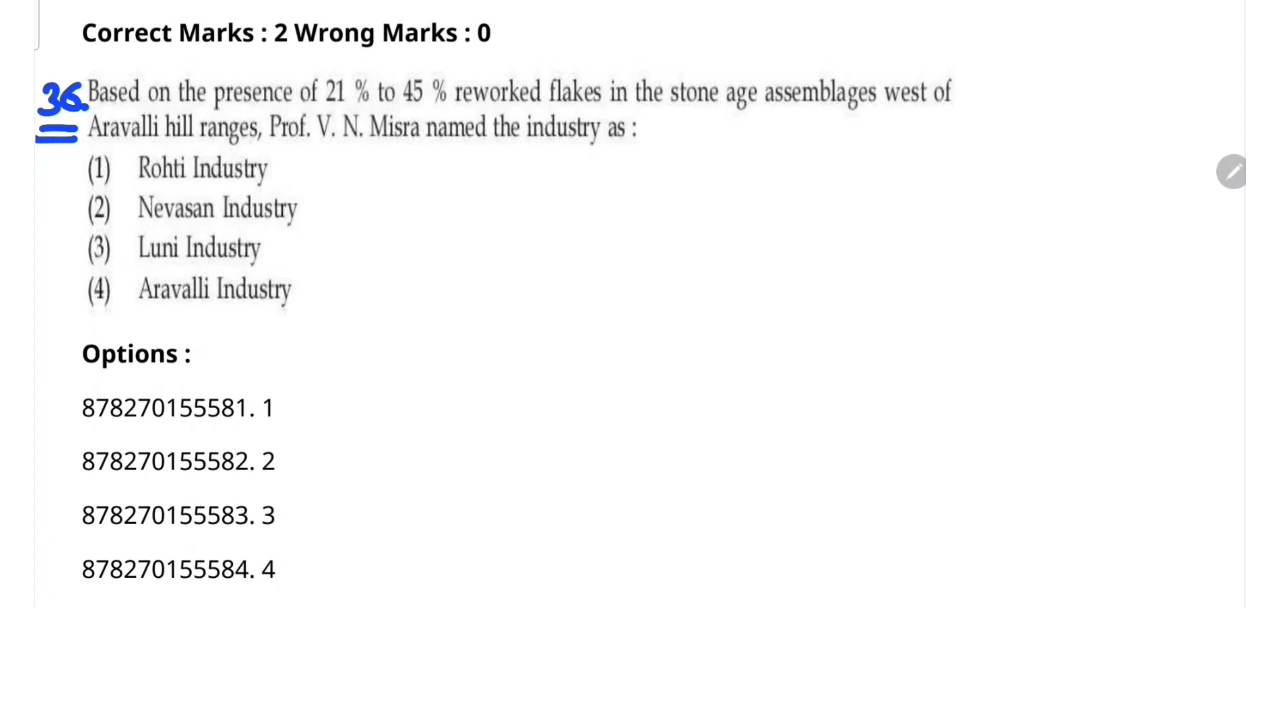 Correct Marks : 2 Wrong Marks : 0
36. Based on the presence of 21 % to 45 % reworked flakes in the stone age assemblages west of
Aravalli hill ranges, Prof. V. N. Misra named the industry as :
(1) Rohti Industry
(2) Nevasan Industry
(3) Luni Industry
(4) Aravalli Industry
Options :
878270155581. 1
878270155582. 2
878270155583. 3
878270155584. 4